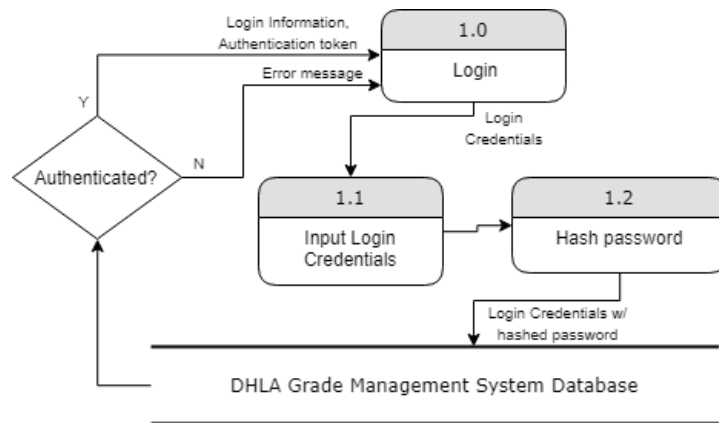 Login Information,
Authentication token
1.0
Login
Error message
Y
Login
Credentials
N
Authenticated?
1.1
Input Login
Credentials
1.2
Hash password
Login Credentials w/
hashed password
DHLA Grade Management System Database